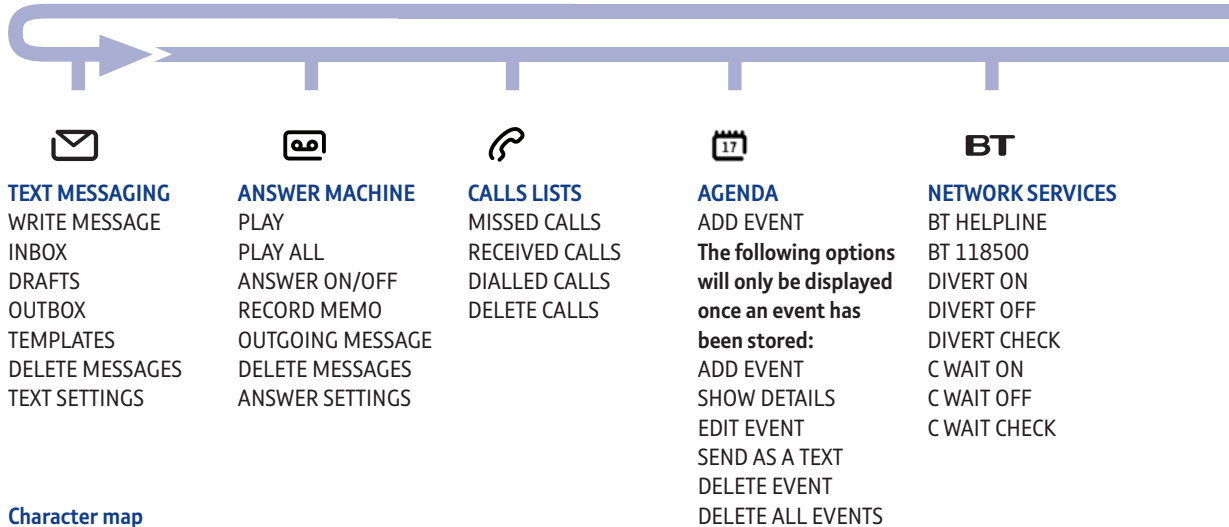 17
BT
TEXT MESSAGING
WRITE MESSAGE
INBOX
DRAFTS
OUTBOX
TEMPLATES
DELETE MESSAGES
TEXT SETTINGS
ANSWER MACHINE
PLAY
PLAY ALL
ANSWER ON/OFF
RECORD MEMO
OUTGOING MESSAGE
DELETE MESSAGES
ANSWER SETTINGS
CALLS LISTS
MISSED CALLS
RECEIVED CALLS
DIALLED CALLS
DELETE CALLS
AGENDA
ADD EVENT
The following options
will only be displayed
once an event has
been stored:
ADD EVENT
SHOW DETAILS
EDIT EVENT
SEND AS A TEXT
DELETE EVENT
DELETE ALL EVENTS
NETWORK SERVICES
BT HELPLINE
BT 118500
DIVERT ON
DIVERT OFF
DIVERT CHECK
C WAIT ON
C WAIT OFF
C WAIT CHECK
Character map